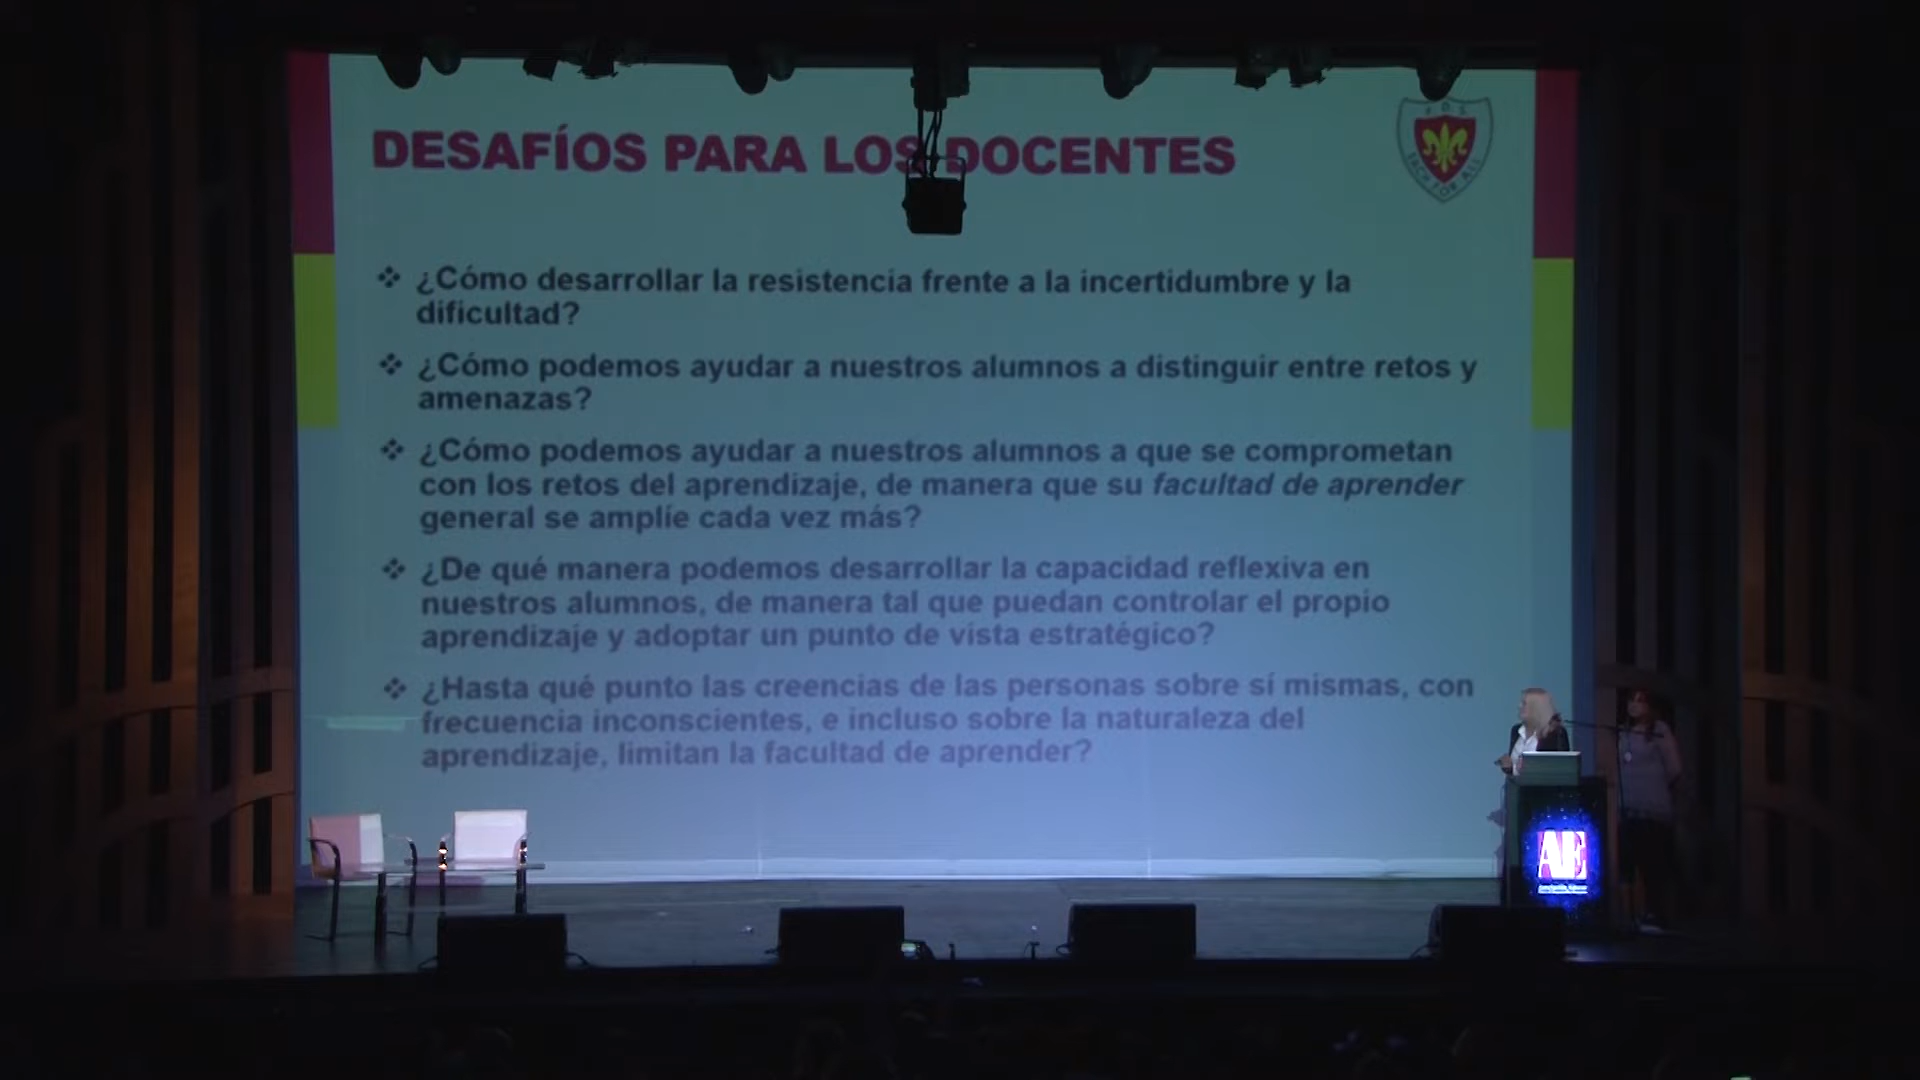 DESAFÍOS PARA LOS DOCENTES
EACH FOR ALL
¿Cómo desarrollar la resistencia frente a la incertidumbre y la
dificultad?
¿Cómo podemos ayudar a nuestros alumnos a distinguir entre retos y
amenazas?
¿Cómo podemos ayudar a nuestros alumnos a que se comprometan
con los retos del aprendizaje, de manera que su facultad de aprender
general se amplíe cada vez más?
¿De qué manera podemos desarrollar la capacidad reflexiva en
nuestros alumnos, de manera tal que puedan controlar el propio
aprendizaje y adoptar un punto de vista estratégico?
¿Hasta qué punto las creencias de las personas sobre sí mismas, con
frecuencia inconscientes, e incluso sobre la naturaleza del
aprendizaje, limitan la facultad de aprender?
AE